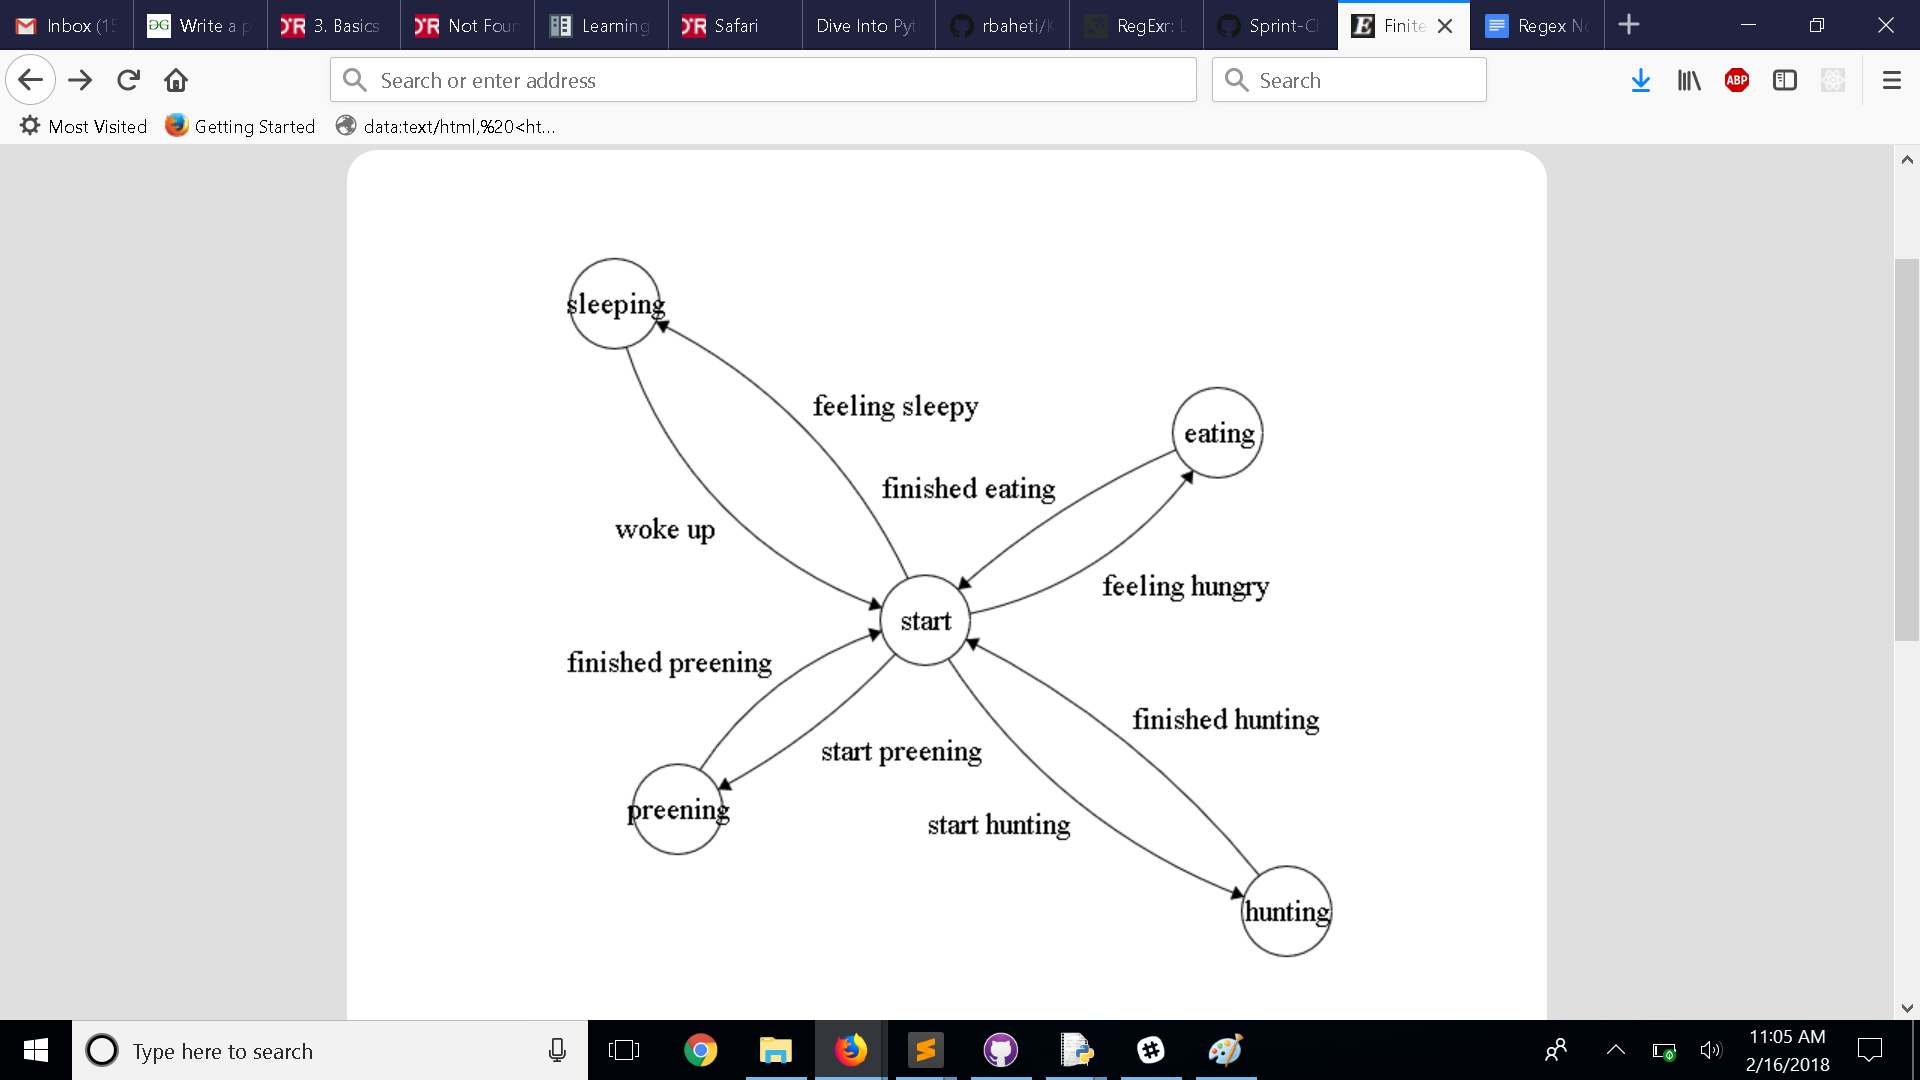 Inbox (15
Write a p
3. Basics
Not Foun
Learning
Safari
Dive Into Pyt
rbaheti/K
RegExr: L
Sprint-Ch
Finite
Regex No
Search or enter address
Search
ABP
Most Visited
Getting Started
data:text/html,%20<ht...
sleeping
feeling sleepy
eating
finished eating
woke up
feeling hungry
start
finished preening
finished hunting
start preening
preening
start hunting
hunting
Type here to search
11:05 AM
2/16/2018